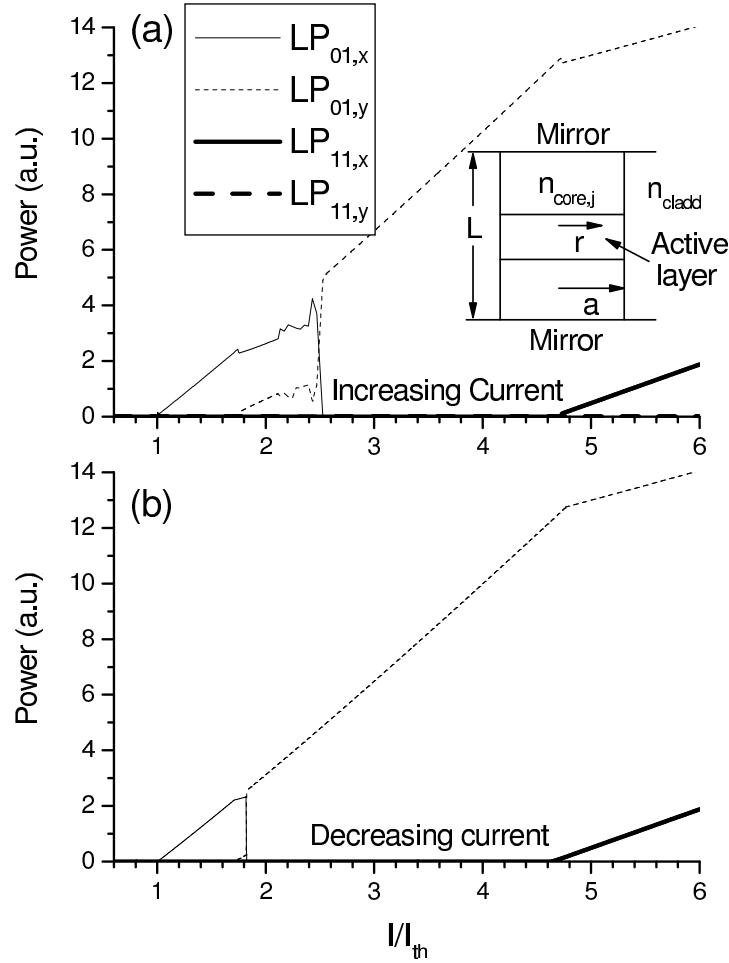 (a)
LP01,x
LP01,y
LP11,x
LP11,y
14
12
10
8
6
4
2
0
Power (a.u.)
Mirror
ncore,j
ncladd
L
r
Active
layer
a
Mirror
Increasing Current
1 2 3 4 5 6
(b)
14
12
10
8
6
4
2
0
Power (a.u.)
Decreasing current
1 2 3 4 5 6
I/Ith